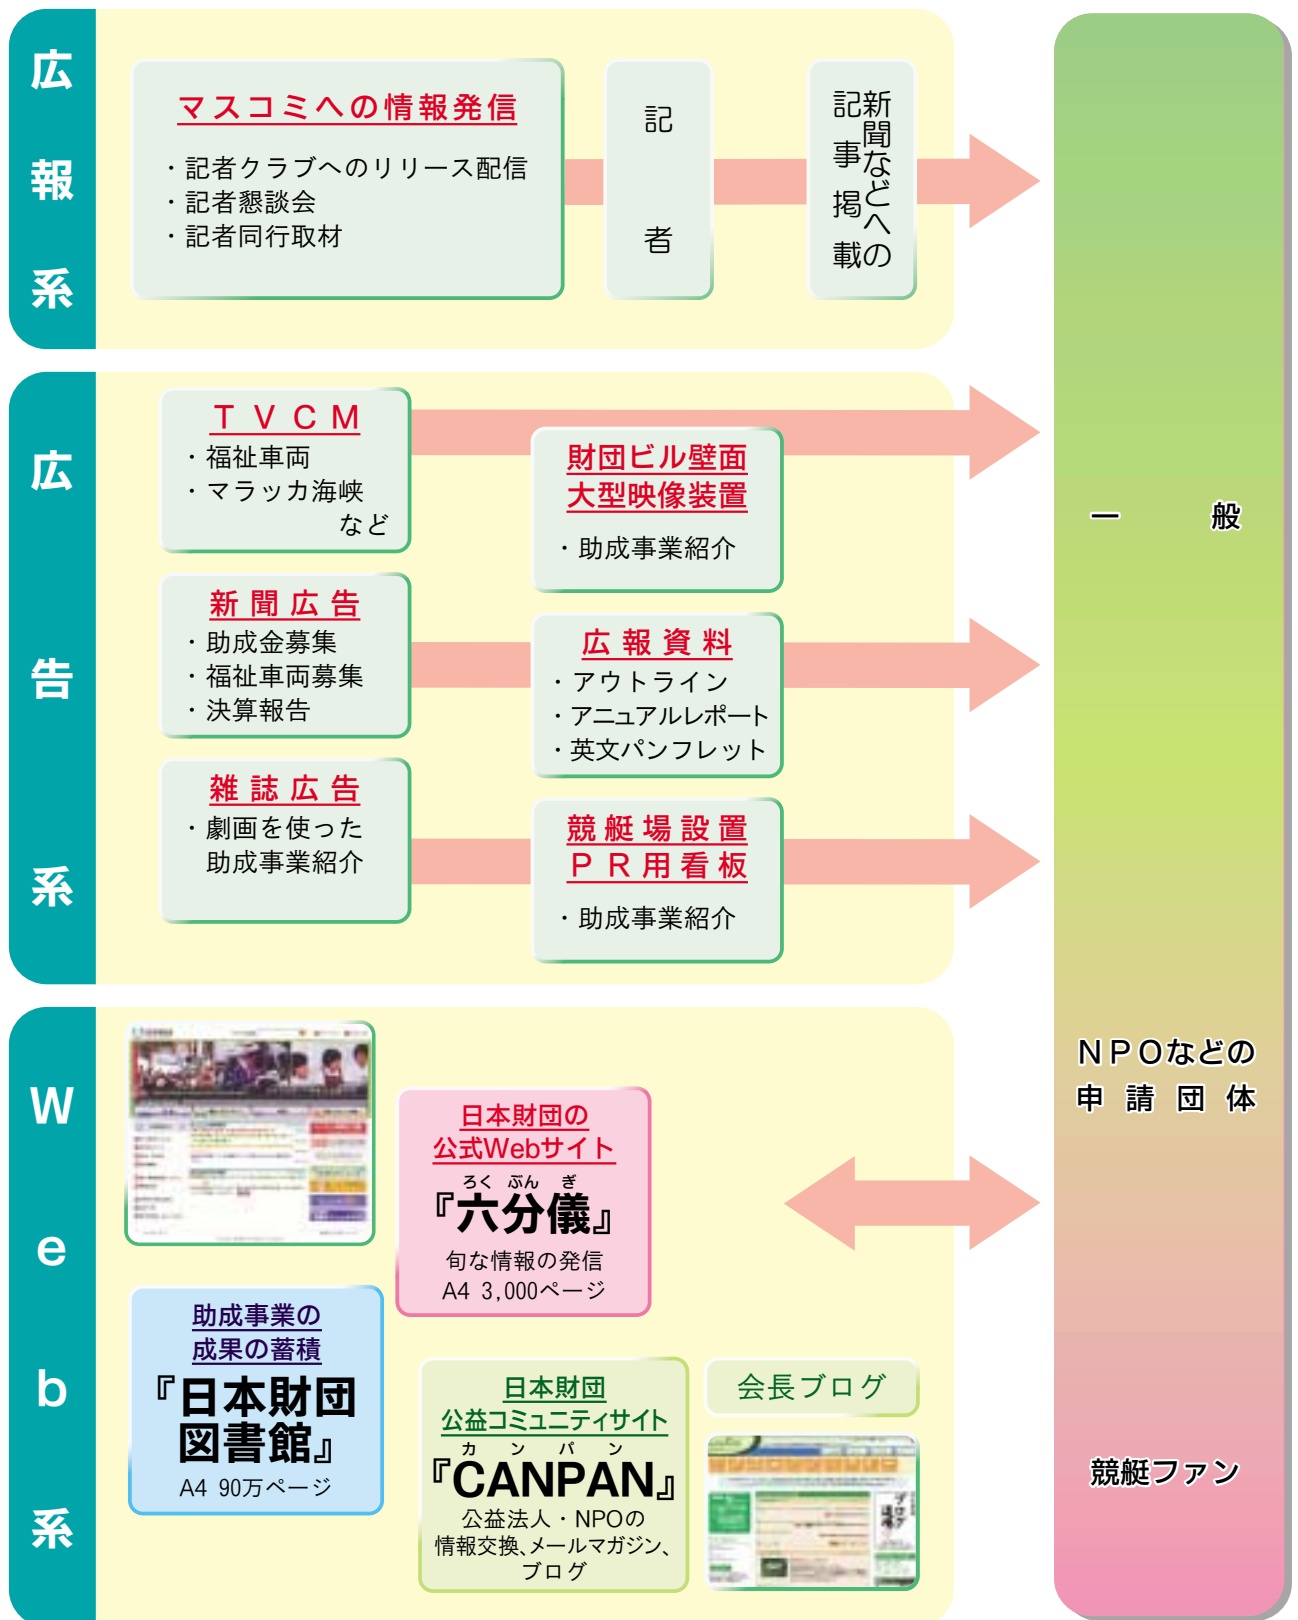 広報系
マスコミへの情報発信
・記者クラブへのリリース配信
・記者懇談会
・記者同行取材
記者
新聞などへの
記事掲載
広告系
TVCM
・福祉車両
・マラッカ海峡
など
財団ビル壁面
大型映像装置
・助成事業紹介
新聞広告
・助成金募集
・福祉車両募集
・決算報告
広報資料
・アウトライン
・アニュアルレポート
・英文パンフレット
雑誌広告
・劇画を使った
助成事業紹介
競艇場設置
PR用看板
・助成事業紹介
Web系
日本財団の
公式Webサイト
ろくぶんぎ
『六分儀』
旬な情報の発信
A4 3,000ページ
助成事業の
成果の蓄積
『日本財団
図書館』
A4 90万ページ
日本財団
公益コミュニティサイト
カンパン
『CANPAN』
公益法人・NPOの
情報交換、メールマガジン、
ブログ
会長ブログ
一般
NPOなどの
申請団体
競艇ファン